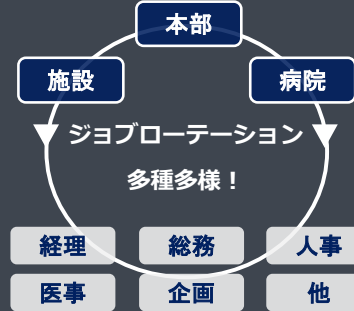 本部
施設
病院
ジョブローテーション
多種多様！
経理
総務
人事
医事
企画
他